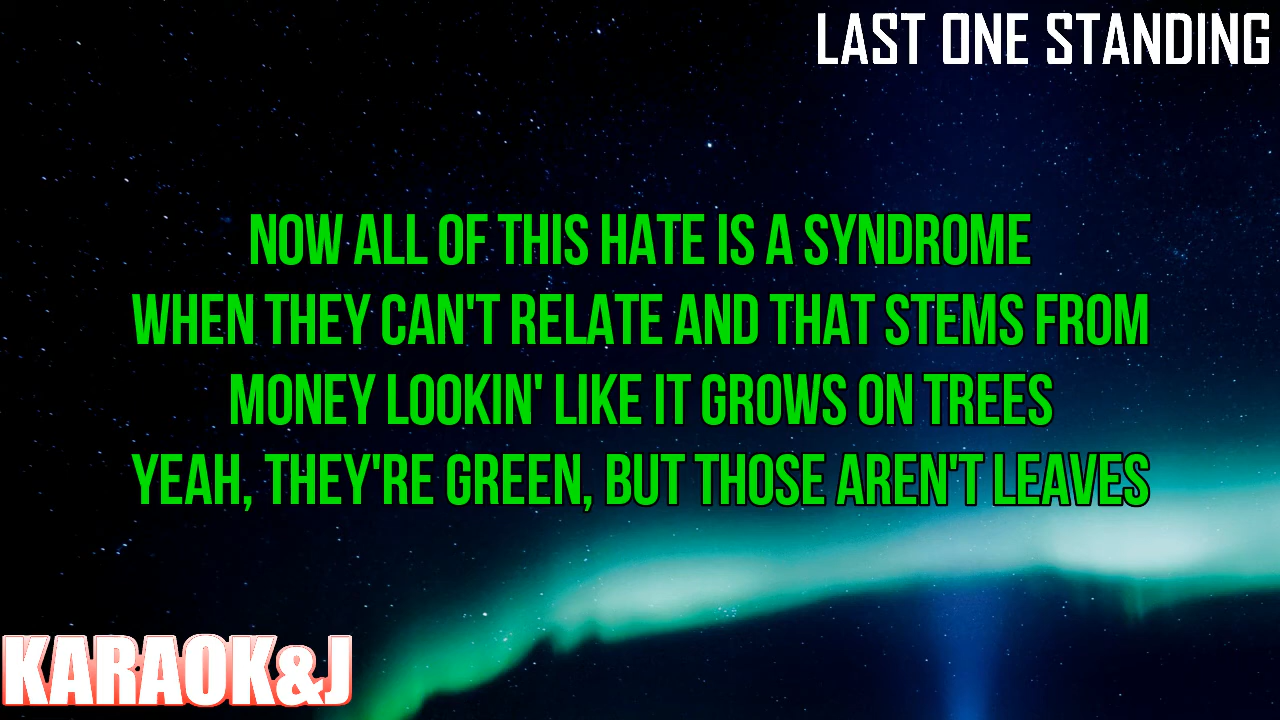 LAST ONE STANDING
NOW ALL OF THIS HATE IS A SYNDROME
WHEN THEY CAN'T RELATE AND THAT STEMS FROM
MONEY LOOKIN' LIKE IT GROWS ON TREES
YEAH, THEY'RE GREEN, BUT THOSE AREN'T LEAVES
KARAOK&J